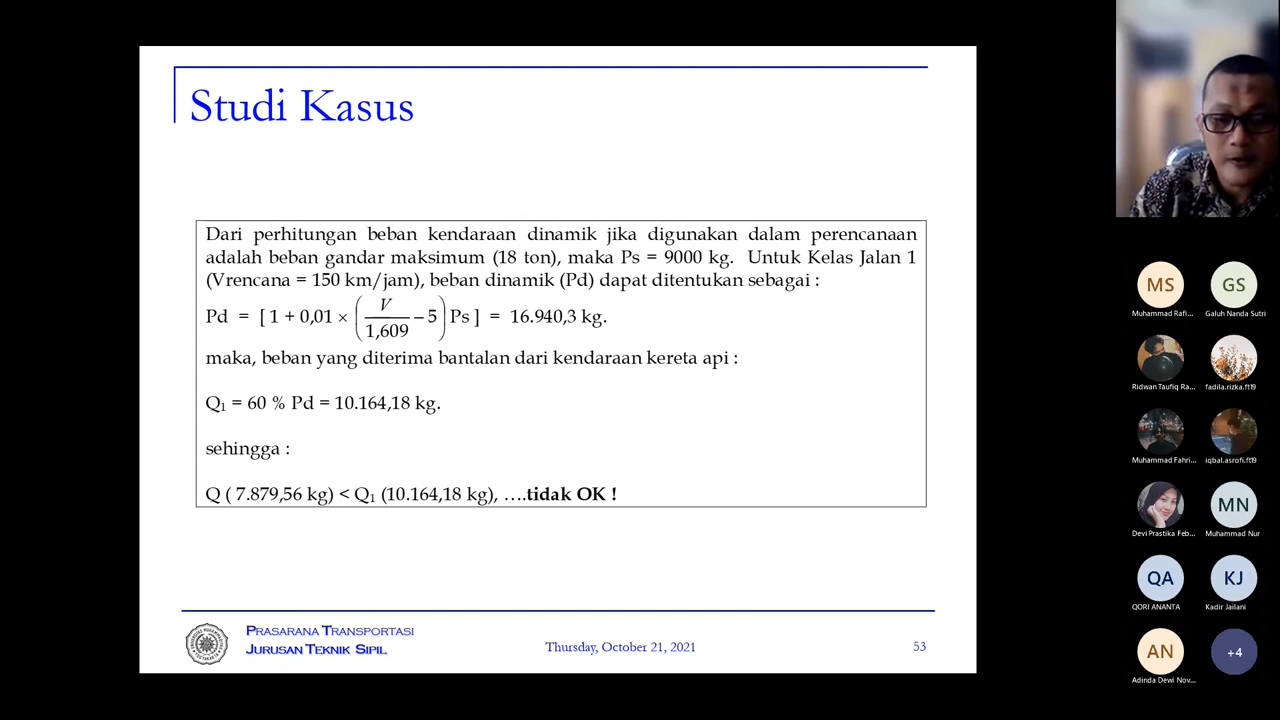 Studi Kasus
Dari perhitungan beban kendaraan dinamik jika digunakan dalam perencanaan
adalah beban gandar maksimum (18 ton), maka Ps = 9000 kg. Untuk Kelas Jalan 1
(Vrencana = 150 km/jam), beban dinamik (Pd) dapat ditentukan sebagai :
Pd = [ 1 + 0,01 × ( V / 1,609 − 5 ) Ps ] = 16.940,3 kg.
maka, beban yang diterima bantalan dari kendaraan kereta api :
Q₁ = 60 % Pd = 10.164,18 kg.
sehingga :
Q ( 7.879,56 kg) < Q₁ (10.164,18 kg), ….tidak OK !
PRASARANA TRANSPORTASI
JURUSAN TEKNIK SIPIL
Thursday, October 21, 2021
53
MS
GS
Muhammad Rafi...
Galuh Nanda Sutri
Ridwan Taufiq Ra...
fadila.rizka.ft19
Muhammad Fahri...
iqbal.asrofi.ft19
MN
Devi Prastika Feb...
Muhammad Nur
QA
KJ
QORI ANANTA
Kadir Jailani
AN
+4
Adinda Dewi Nov...